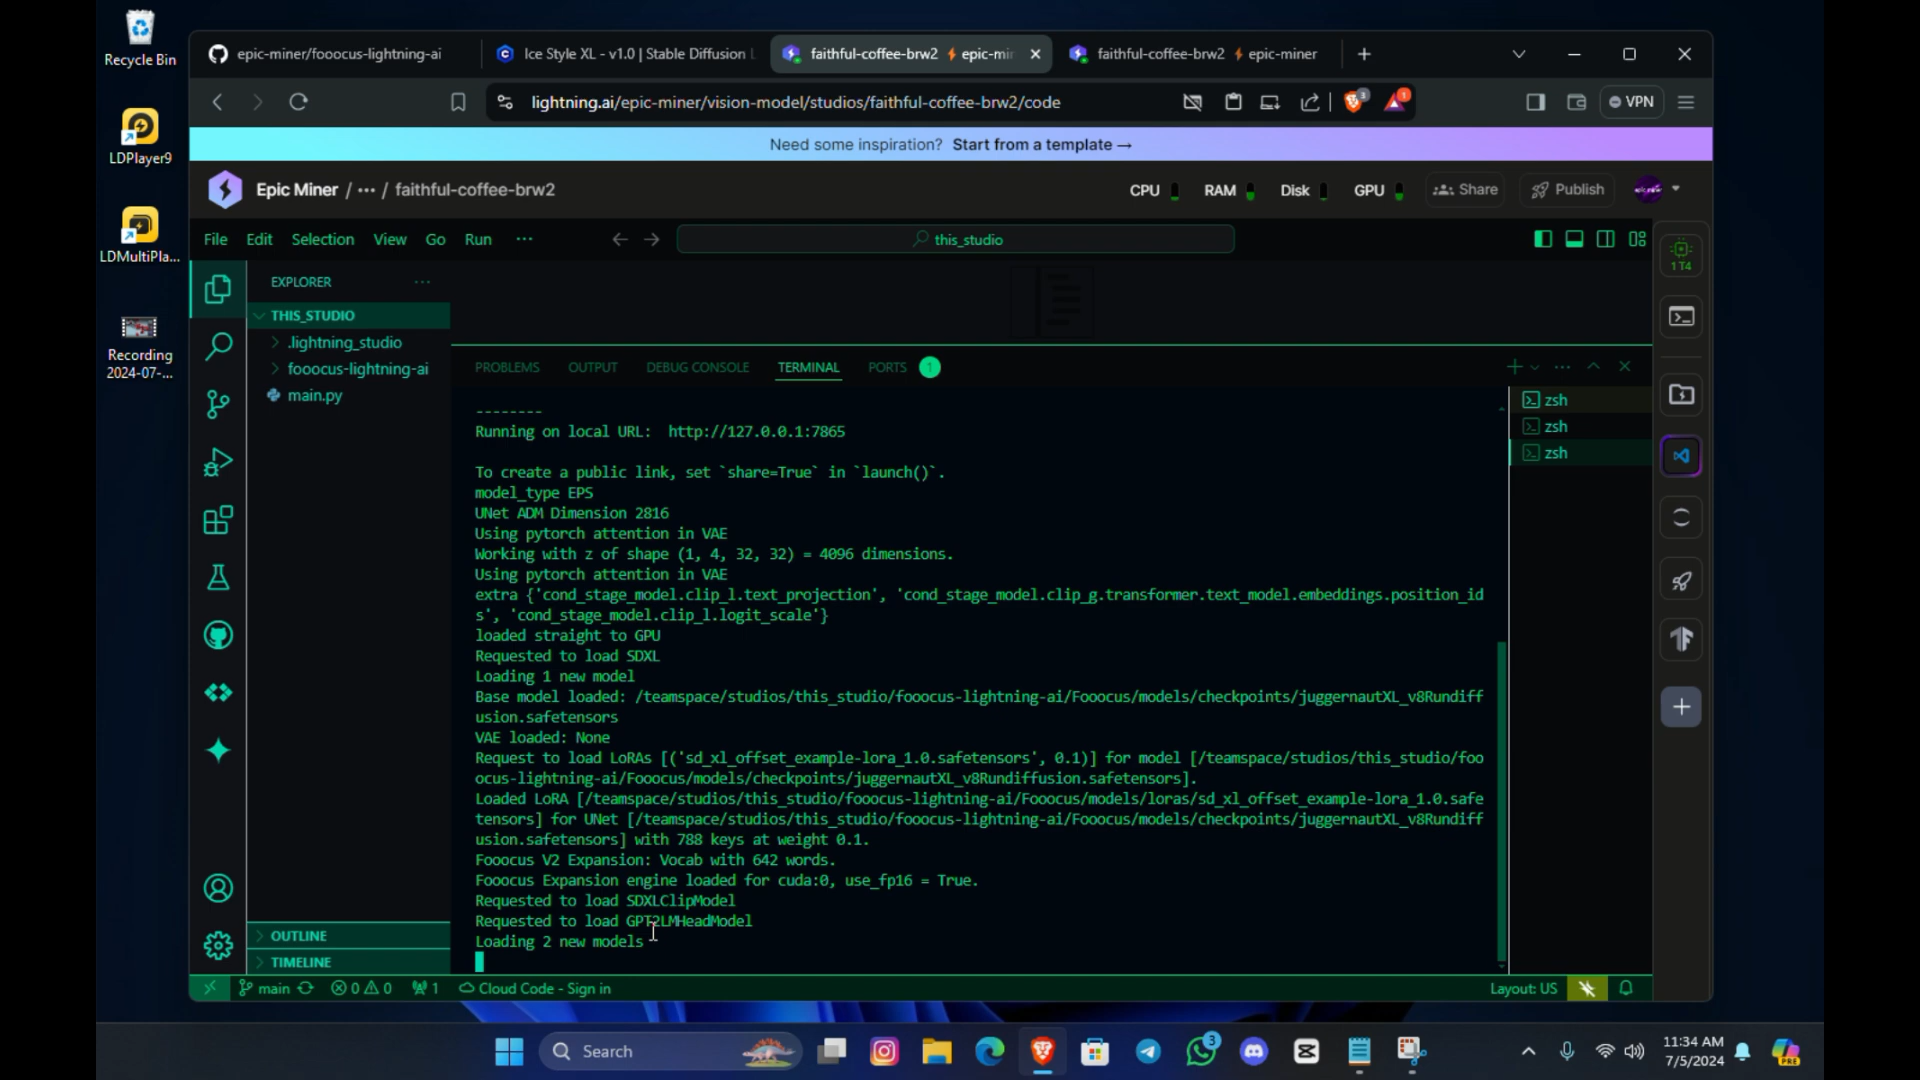 Recycle Bin
LDPlayer9
LDMultiPla...
Recording
2024-07-...
epic-miner/fooocus-lightning-ai
Ice Style XL - v1.0 | Stable Diffusion L
faithful-coffee-brw2 epic-mir
faithful-coffee-brw2 epic-miner
lightning.ai/epic-miner/vision-model/studios/faithful-coffee-brw2/code
3
1
VPN
Need some inspiration? Start from a template →
Epic Miner / ··· / faithful-coffee-brw2
CPU RAM Disk GPU Share Publish
File Edit Selection View Go Run ···
this_studio
1 T4
EXPLORER ···
THIS_STUDIO
.lightning_studio
fooocus-lightning-ai
main.py
OUTLINE
TIMELINE
PROBLEMS OUTPUT DEBUG CONSOLE TERMINAL PORTS 1
zsh
zsh
zsh
--------
Running on local URL:  http://127.0.0.1:7865
To create a public link, set `share=True` in `launch()`.
model_type EPS
UNet ADM Dimension 2816
Using pytorch attention in VAE
Working with z of shape (1, 4, 32, 32) = 4096 dimensions.
Using pytorch attention in VAE
extra {'cond_stage_model.clip_l.text_projection', 'cond_stage_model.clip_g.transformer.text_model.embeddings.position_id
s', 'cond_stage_model.clip_l.logit_scale'}
loaded straight to GPU
Requested to load SDXL
Loading 1 new model
Base model loaded: /teamspace/studios/this_studio/fooocus-lightning-ai/Fooocus/models/checkpoints/juggernautXL_v8Rundiff
usion.safetensors
VAE loaded: None
Request to load LoRAs [('sd_xl_offset_example-lora_1.0.safetensors', 0.1)] for model [/teamspace/studios/this_studio/foo
ocus-lightning-ai/Fooocus/models/checkpoints/juggernautXL_v8Rundiffusion.safetensors].
Loaded LoRA [/teamspace/studios/this_studio/fooocus-lightning-ai/Fooocus/models/loras/sd_xl_offset_example-lora_1.0.safe
tensors] for UNet [/teamspace/studios/this_studio/fooocus-lightning-ai/Fooocus/models/checkpoints/juggernautXL_v8Rundiff
usion.safetensors] with 788 keys at weight 0.1.
Fooocus V2 Expansion: Vocab with 642 words.
Fooocus Expansion engine loaded for cuda:0, use_fp16 = True.
Requested to load SDXLClipModel
Requested to load GPT2LMHeadModel
Loading 2 new models
main 0 0 1 Cloud Code - Sign in
Layout: US
Search
3
11:34 AM
7/5/2024
PRE